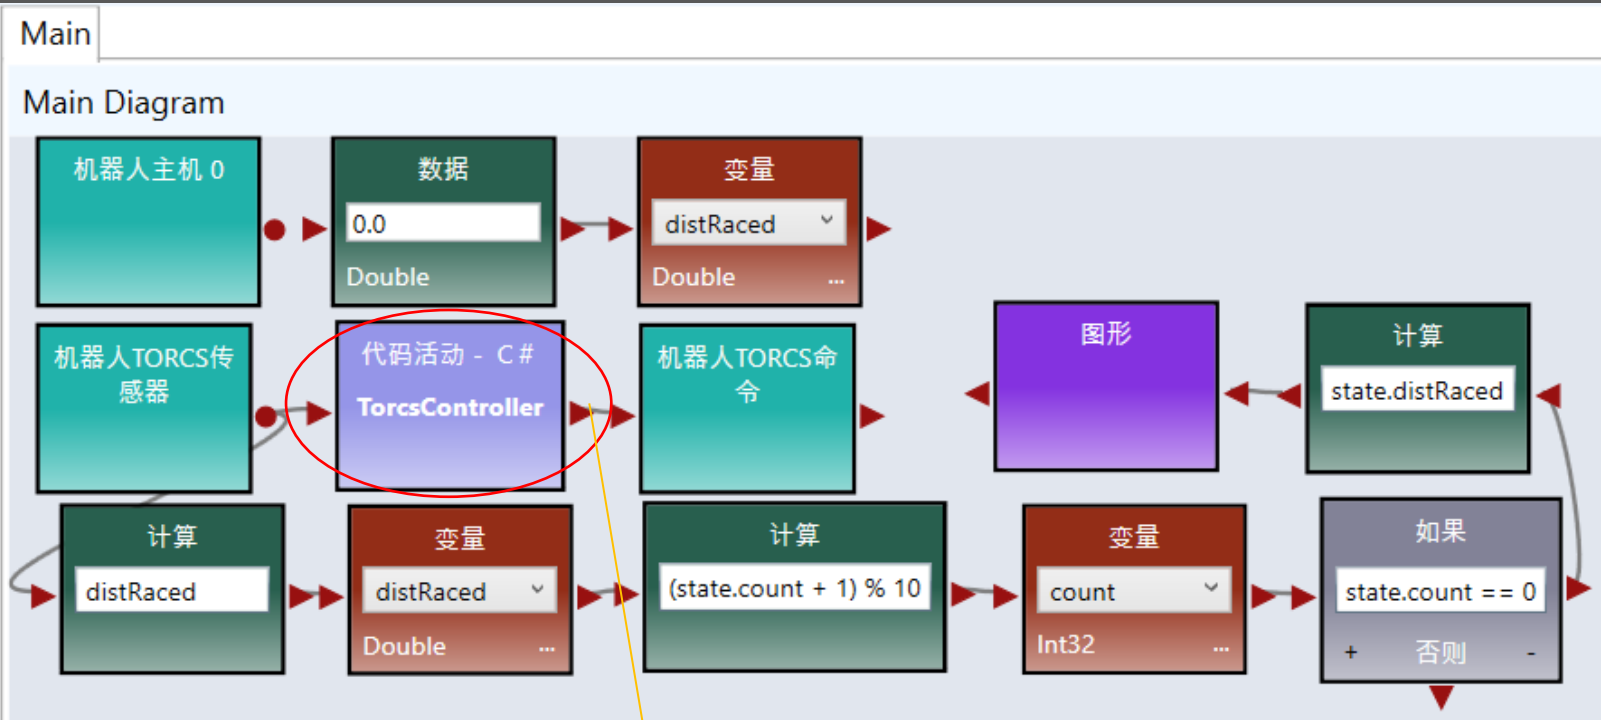 Main
Main Diagram
机器人主机 0
数据
0.0
Double
变量
distRaced
Double
...
机器人TORCS传
感器
代码活动 - C#
TorcsController
机器人TORCS命
令
图形
计算
state.distRaced
计算
distRaced
变量
distRaced
Double
...
计算
(state.count + 1) % 10
变量
count
Int32
...
如果
state.count == 0
+ 否则 -